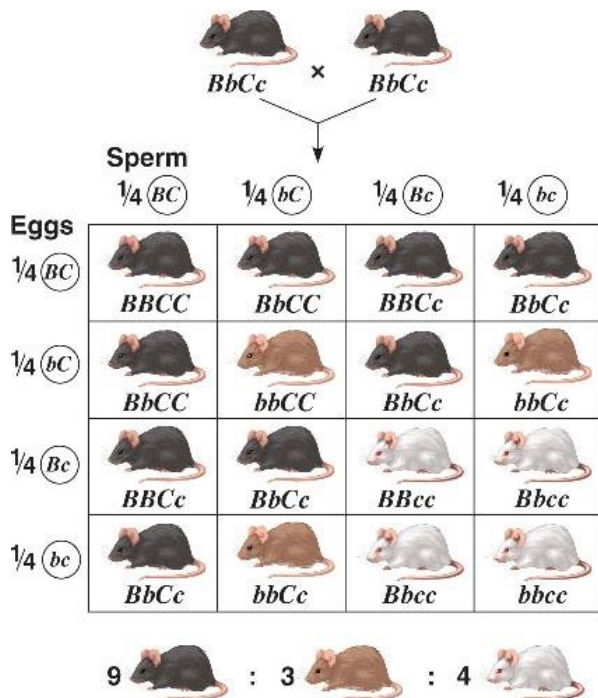 BbCc × BbCc
Sperm
1/4 BC 1/4 bC 1/4 Bc 1/4 bc
Eggs
1/4 BC
BBCC BbCC BBCc BbCc
1/4 bC
BbCC bbCC BbCc bbCc
1/4 Bc
BBCc BbCc BBcc Bbcc
1/4 bc
BbCc bbCc Bbcc bbcc
9 : 3 : 4